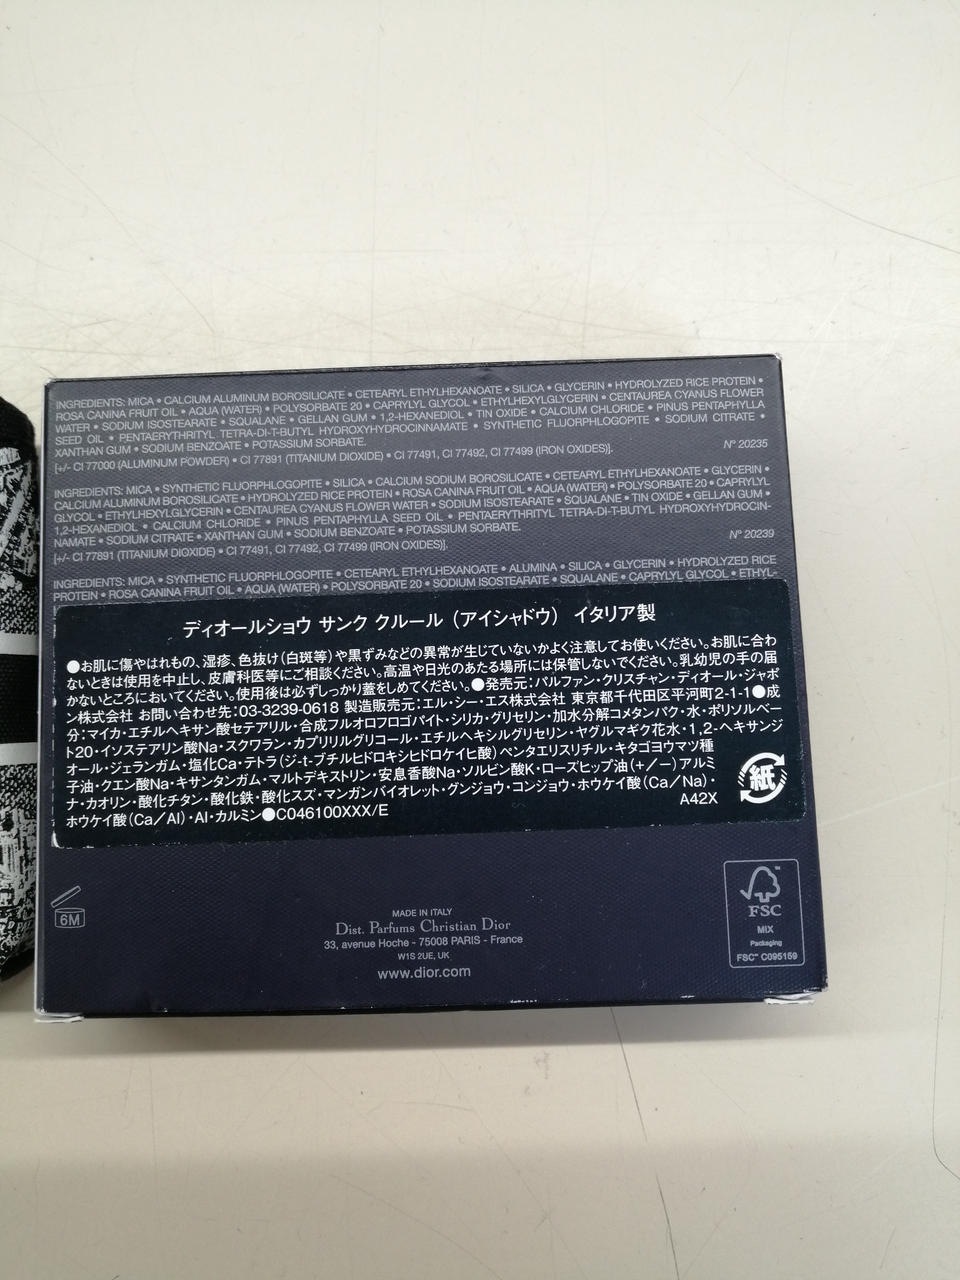 INGREDIENTS: MICA • CALCIUM ALUMINUM BOROSILICATE • CETEARYL ETHYLHEXANOATE • SILICA • GLYCERIN • HYDROLYZED RICE PROTEIN •
ROSA CANINA FRUIT OIL • AQUA (WATER) • POLYSORBATE 20 • CAPRYLYL GLYCOL • ETHYLHEXYLGLYCERIN • CENTAUREA CYANUS FLOWER
WATER • SODIUM ISOSTEARATE • SQUALANE • GELLAN GUM • 1,2-HEXANEDIOL • TIN OXIDE • CALCIUM CHLORIDE • PINUS PENTAPHYLLA
SEED OIL • PENTAERYTHRITYL TETRA-DI-T-BUTYL HYDROXYHYDROCINNAMATE • SYNTHETIC FLUORPHLOGOPITE • SODIUM CITRATE •
XANTHAN GUM • SODIUM BENZOATE • POTASSIUM SORBATE.
[+/- CI 77000 (ALUMINUM POWDER) • CI 77891 (TITANIUM DIOXIDE) • CI 77491, CI 77492, CI 77499 (IRON OXIDES)]. N° 20235
INGREDIENTS: MICA • SYNTHETIC FLUORPHLOGOPITE • SILICA • CALCIUM SODIUM BOROSILICATE • CETEARYL ETHYLHEXANOATE • GLYCERIN •
CALCIUM ALUMINUM BOROSILICATE • HYDROLYZED RICE PROTEIN • ROSA CANINA FRUIT OIL • AQUA (WATER) • POLYSORBATE 20 • CAPRYLYL
GLYCOL • ETHYLHEXYLGLYCERIN • CENTAUREA CYANUS FLOWER WATER • SODIUM ISOSTEARATE • SQUALANE • TIN OXIDE • GELLAN GUM •
1,2-HEXANEDIOL • CALCIUM CHLORIDE • PINUS PENTAPHYLLA SEED OIL • PENTAERYTHRITYL TETRA-DI-T-BUTYL HYDROXYHYDROCIN-
NAMATE • SODIUM CITRATE • XANTHAN GUM • SODIUM BENZOATE • POTASSIUM SORBATE.
[+/- CI 77891 (TITANIUM DIOXIDE) • CI 77491, CI 77492, CI 77499 (IRON OXIDES)]. N° 20239
INGREDIENTS: MICA • SYNTHETIC FLUORPHLOGOPITE • CETEARYL ETHYLHEXANOATE • ALUMINA • SILICA • GLYCERIN • HYDROLYZED RICE
PROTEIN • ROSA CANINA FRUIT OIL • AQUA (WATER) • POLYSORBATE 20 • SODIUM ISOSTEARATE • SQUALANE • CAPRYLYL GLYCOL • ETHYL-
ディオールショウ サンク クルール（アイシャドウ） イタリア製
●お肌に傷やはれもの、湿疹、色抜け(白斑等)や黒ずみなどの異常が生じていないかよく注意してお使いください。お肌に合わ
ないときは使用を中止し、皮膚科医等にご相談ください。高温や日光のあたる場所には保管しないでください。乳幼児の手の届
かないところにおいてください。使用後は必ずしっかり蓋をしめてください。●発売元：パルファン・クリスチャン・ディオール・ジャポ
ン株式会社 お問い合わせ先：03-3239-0618 製造販売元：エル・シー・エス株式会社 東京都千代田区平河町2-1-1●成
分：マイカ・エチルヘキサン酸セテアリル・合成フルオロフロゴパイト・シリカ・グリセリン・加水分解コメタンパク・水・ポリソルベー
ト20・イソステアリン酸Na・スクワラン・カプリリルグリコール・エチルヘキシルグリセリン・ヤグルマギク花水・1,2-ヘキサンジ
オール・ジェランガム・塩化Ca・テトラ(ジ-t-ブチルヒドロキシヒドロケイヒ酸)ペンタエリスリチル・キタゴヨウマツ種
子油・クエン酸Na・キサンタンガム・マルトデキストリン・安息香酸Na・ソルビン酸K・ローズヒップ油（+／−）アルミ
ナ・カオリン・酸化チタン・酸化鉄・酸化スズ・マンガンバイオレット・グンジョウ・コンジョウ・ホウケイ酸(Ca／Na)・
ホウケイ酸(Ca／Al)・Al・カルミン●C046100XXX/E A42X
紙
6M
MADE IN ITALY
Dist. Parfums Christian Dior
33, avenue Hoche - 75008 PARIS - France
W1S 2UE, UK
www.dior.com
FSC
MIX
Packaging
FSC™ C095159